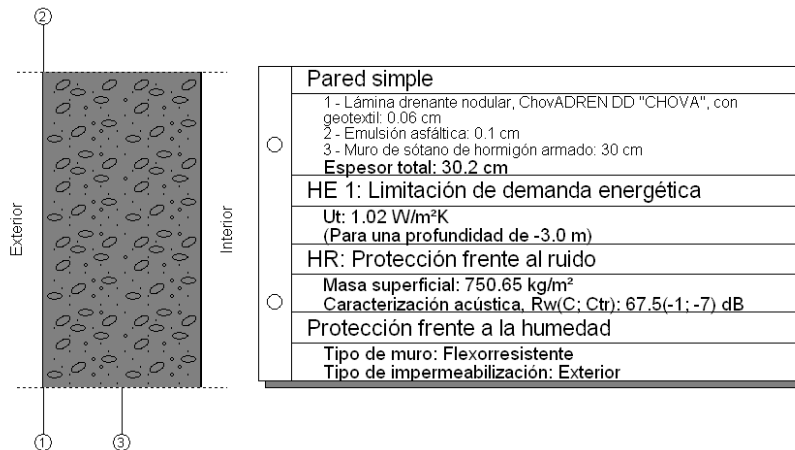 2
Exterior
Interior
1
3
Pared simple
1 - Lámina drenante nodular, ChovADREN DD "CHOVA", con
geotextil: 0.06 cm
2 - Emulsión asfáltica: 0.1 cm
3 - Muro de sótano de hormigón armado: 30 cm
Espesor total: 30.2 cm
HE 1: Limitación de demanda energética
Ut: 1.02 W/m²K
(Para una profundidad de -3.0 m)
HR: Protección frente al ruido
Masa superficial: 750.65 kg/m²
Caracterización acústica, Rw(C; Ctr): 67.5(-1; -7) dB
Protección frente a la humedad
Tipo de muro: Flexorresistente
Tipo de impermeabilización: Exterior